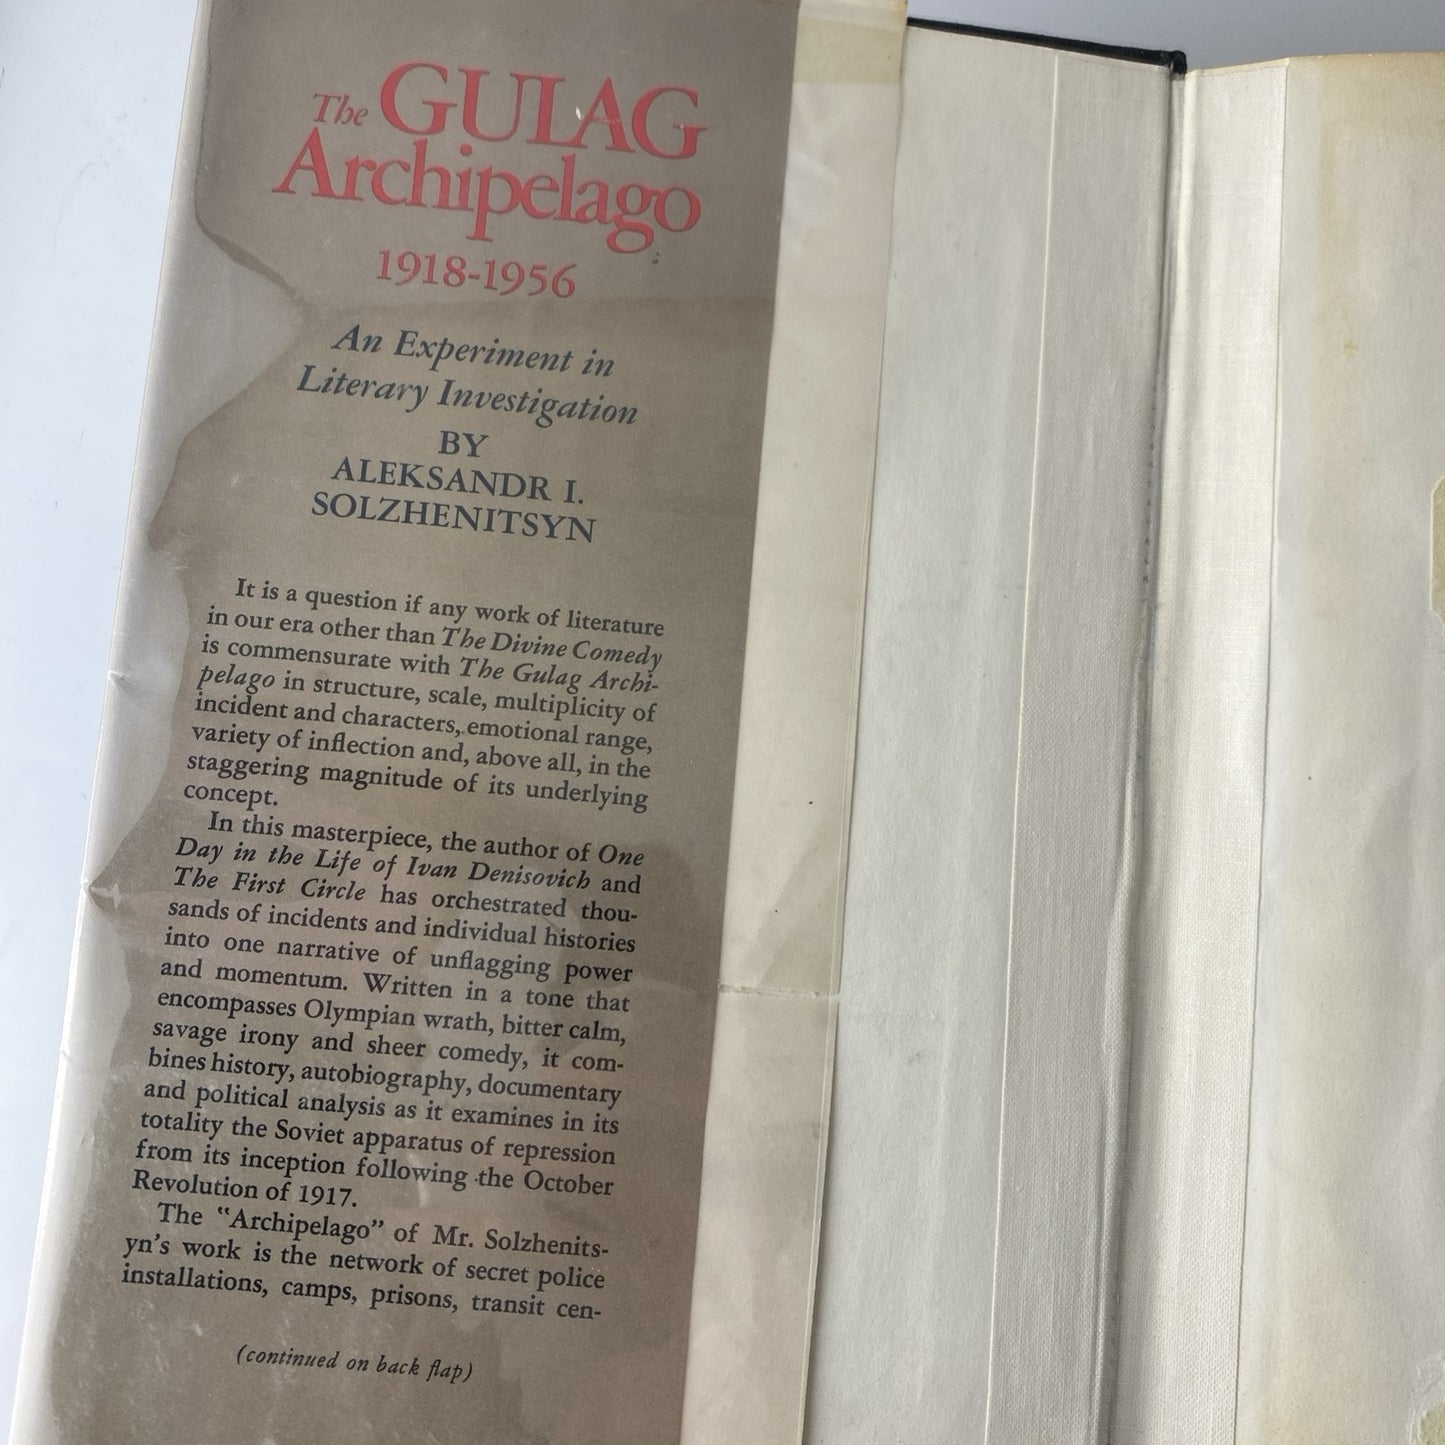 The GULAG
Archipelago
1918-1956
An Experiment in
Literary Investigation
BY
ALEKSANDR I.
SOLZHENITSYN
It is a question if any work of literature
in our era other than The Divine Comedy
is commensurate with The Gulag Archi-
pelago in structure, scale, multiplicity of
incident and characters, emotional range,
variety of inflection and, above all, in the
staggering magnitude of its underlying
concept.
In this masterpiece, the author of One
Day in the Life of Ivan Denisovich and
The First Circle has orchestrated thou-
sands of incidents and individual histories
into one narrative of unflagging power
and momentum. Written in a tone that
encompasses Olympian wrath, bitter calm,
savage irony and sheer comedy, it com-
bines history, autobiography, documentary
and political analysis as it examines in its
totality the Soviet apparatus of repression
from its inception following the October
Revolution of 1917.
The "Archipelago" of Mr. Solzhenits-
yn's work is the network of secret police
installations, camps, prisons, transit cen-
(continued on back flap)